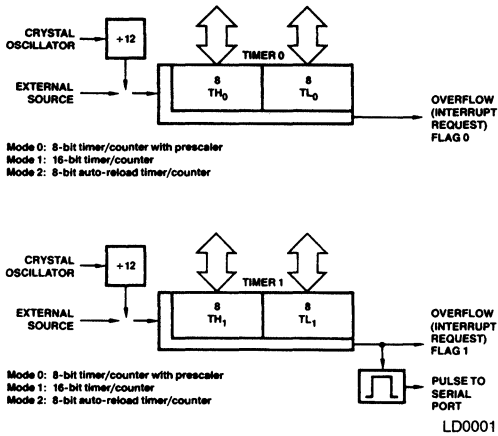 CRYSTAL
OSCILLATOR
+12
TIMER 0
EXTERNAL
SOURCE
8
TH0
8
TL0
OVERFLOW
(INTERRUPT
REQUEST)
FLAG 0
Mode 0: 8-bit timer/counter with prescaler
Mode 1: 16-bit timer/counter
Mode 2: 8-bit auto-reload timer/counter
CRYSTAL
OSCILLATOR
+12
TIMER 1
EXTERNAL
SOURCE
8
TH1
8
TL1
OVERFLOW
(INTERRUPT
REQUEST)
FLAG 1
Mode 0: 8-bit timer/counter with prescaler
Mode 1: 16-bit timer/counter
Mode 2: 8-bit auto-reload timer/counter
PULSE TO
SERIAL
PORT
LD0001